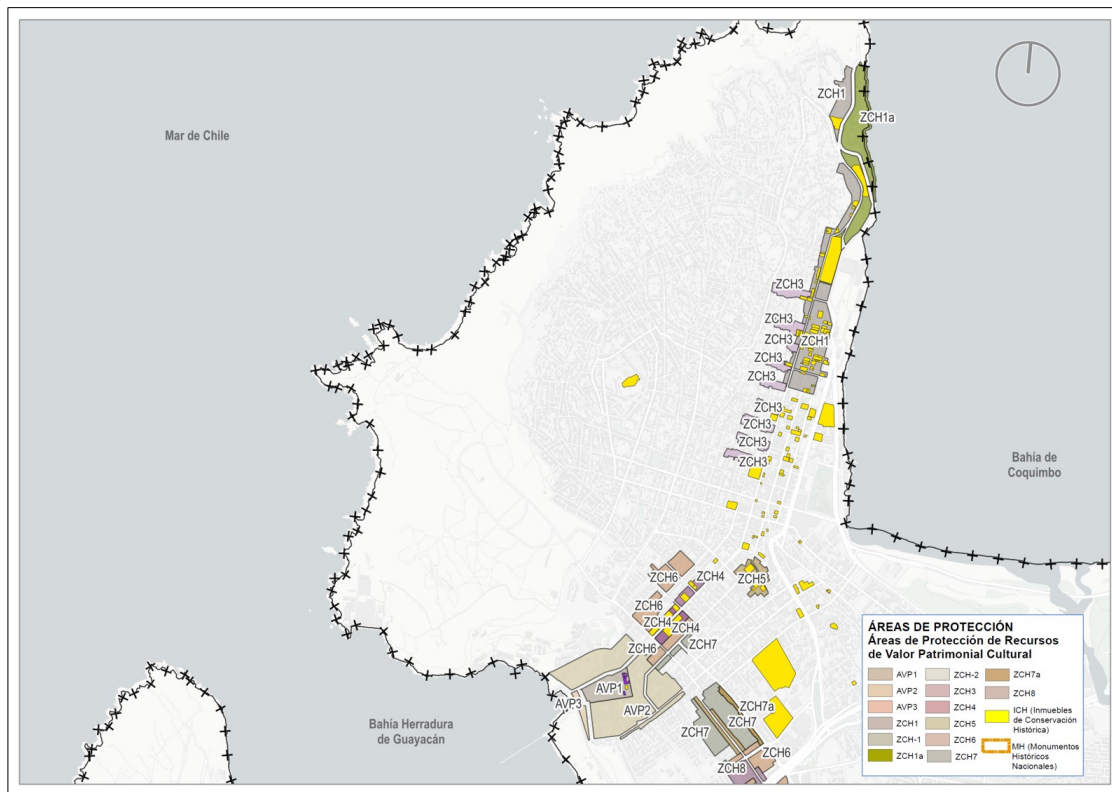 Mar de Chile
ZCH1
ZCH1a
ZCH3
ZCH3
ZCH3
ZCH1
ZCH3
ZCH3
ZCH3
ZCH3
ZCH3
ZCH3
Bahía de
Coquimbo
ZCH6
ZCH4
ZCH5
ZCH6
ZCH4
ZCH4
ZCH6
ZCH7
AVP1
AVP3
AVP2
ZCH7a
ZCH7
ZCH7
ZCH6
ZCH8
Bahía Herradura
de Guayacán
ÁREAS DE PROTECCIÓN
Áreas de Protección de Recursos
de Valor Patrimonial Cultural
AVP1
AVP2
AVP3
ZCH1
ZCH-1
ZCH1a
ZCH-2
ZCH3
ZCH4
ZCH5
ZCH6
ZCH7
ZCH7a
ZCH8
ICH (Inmuebles
de Conservación
Histórica)
MH (Monumentos
Históricos
Nacionales)